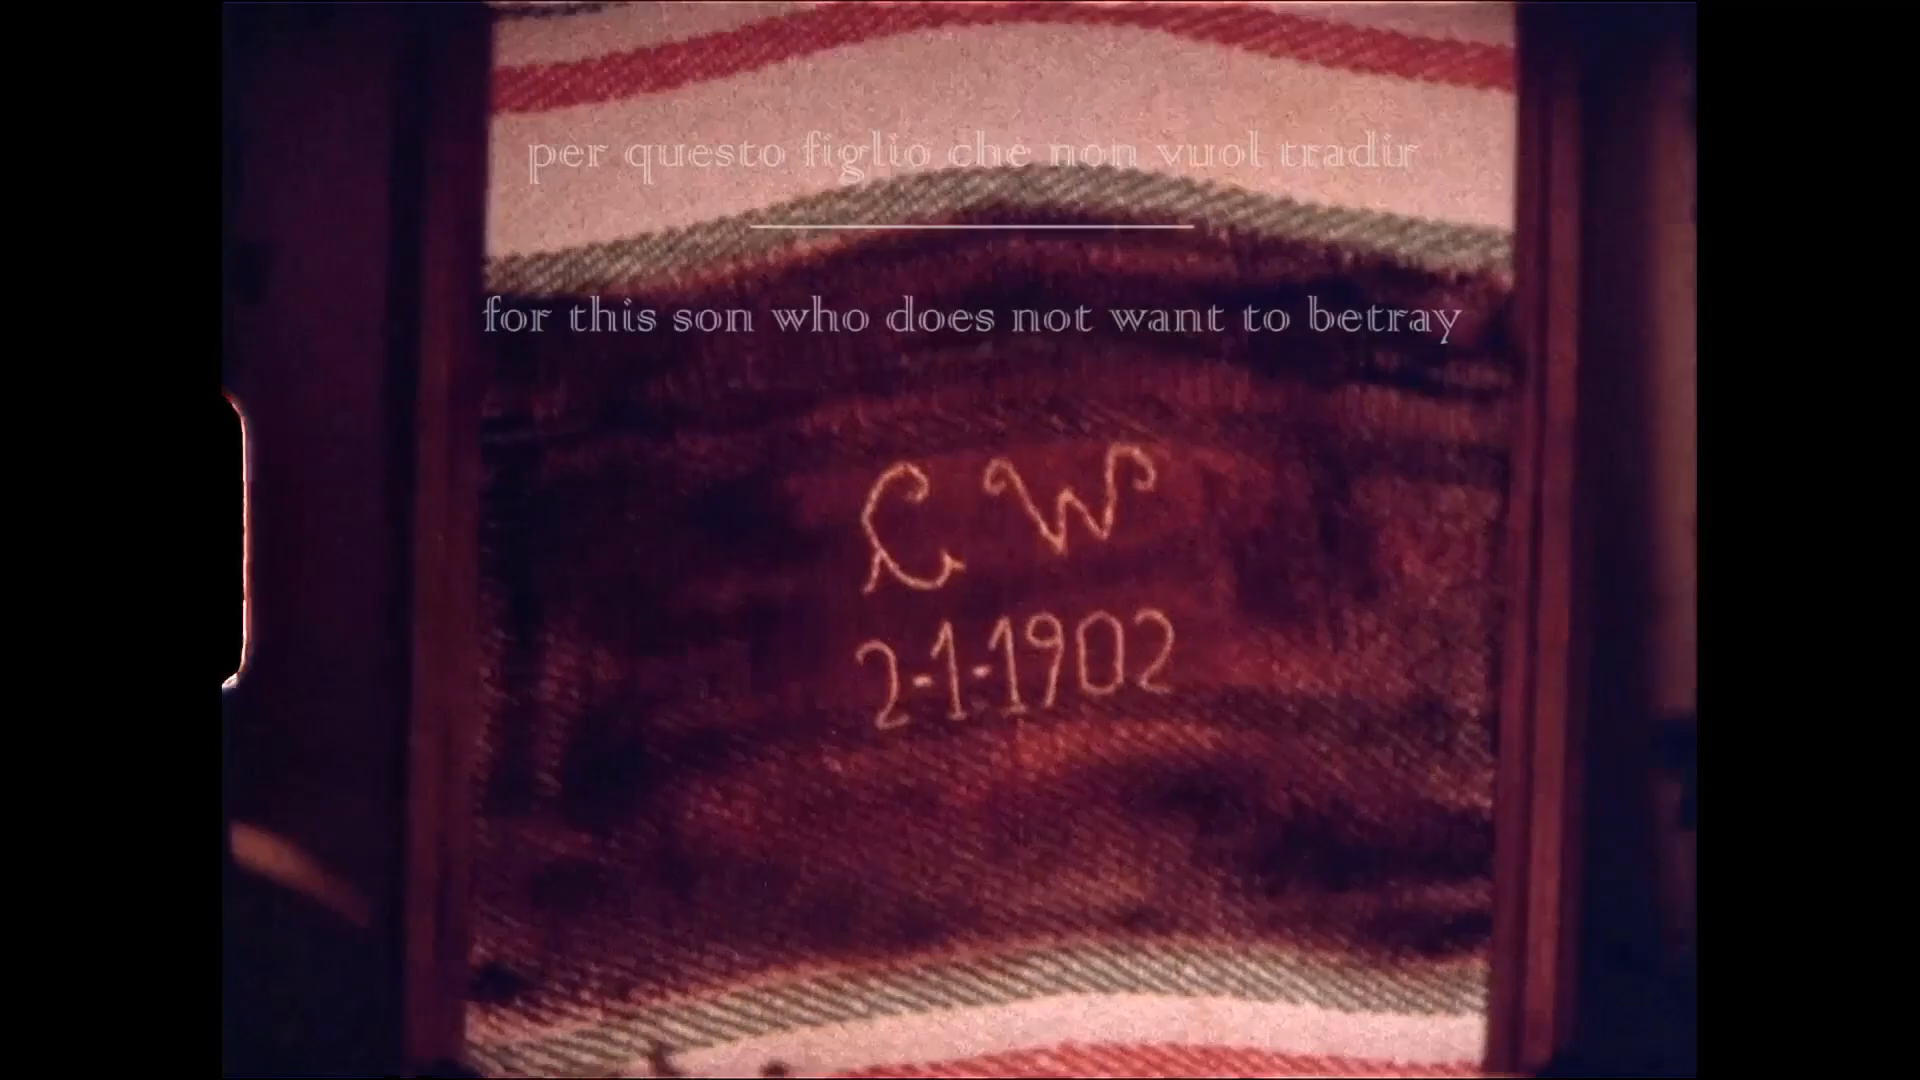 per questo figlio che non vuol tradir
for this son who does not want to betray
C W
2-1-1902